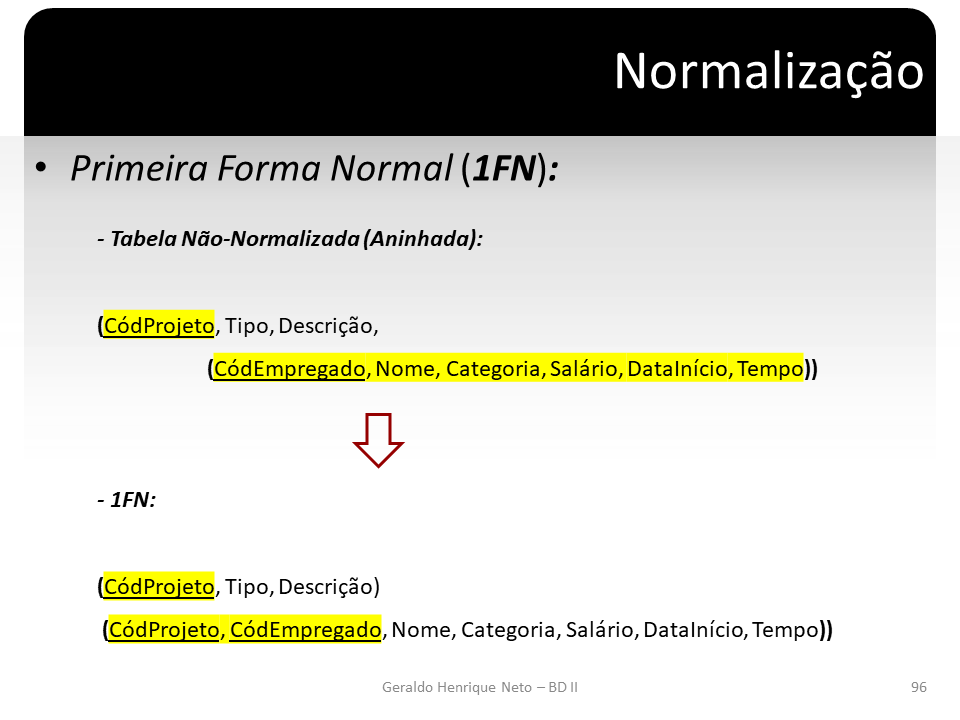 Normalização
• Primeira Forma Normal (1FN):
- Tabela Não-Normalizada (Aninhada):
(CódProjeto, Tipo, Descrição,
(CódEmpregado, Nome, Categoria, Salário, DataInício, Tempo))
- 1FN:
(CódProjeto, Tipo, Descrição)
(CódProjeto, CódEmpregado, Nome, Categoria, Salário, DataInício, Tempo))
Geraldo Henrique Neto – BD II
96